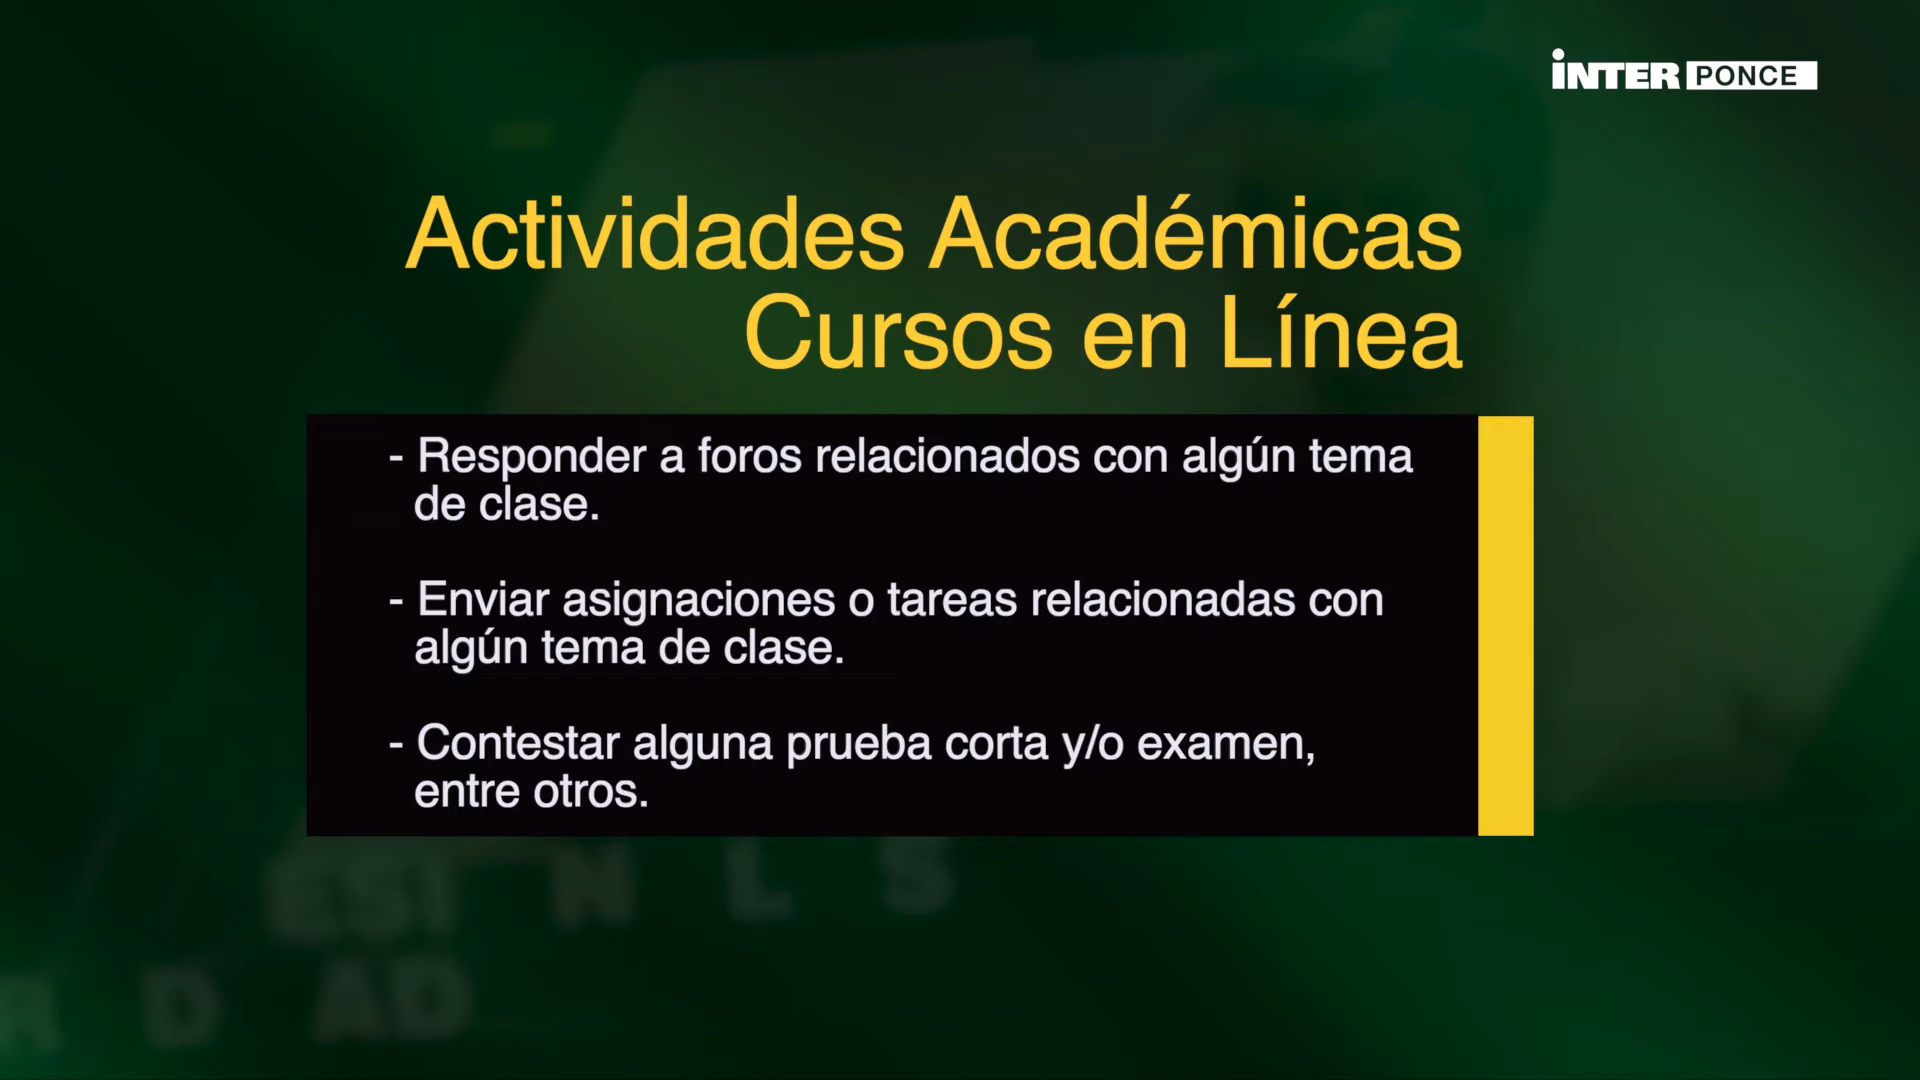 iNTER PONCE
Actividades Académicas
Cursos en Línea
- Responder a foros relacionados con algún tema
de clase.
- Enviar asignaciones o tareas relacionadas con
algún tema de clase.
- Contestar alguna prueba corta y/o examen,
entre otros.